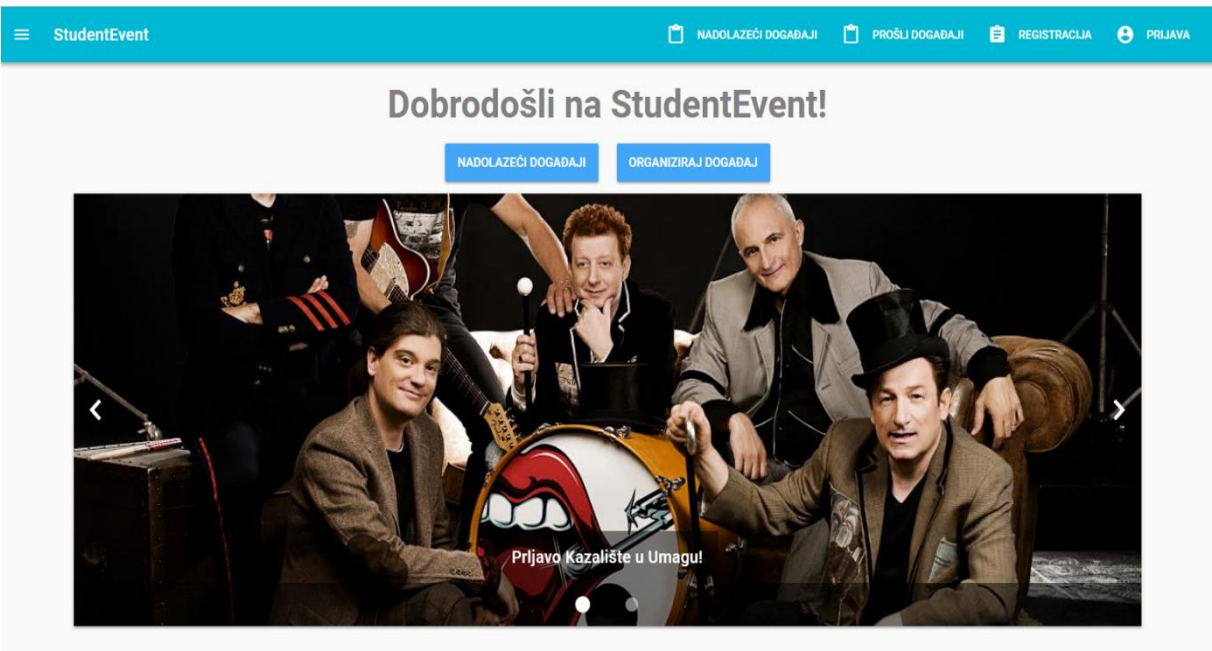 StudentEvent
NADOLAZEĆI DOGAĐAJI
PROŠLI DOGAĐAJI
REGISTRACIJA
PRIJAVA
Dobrodošli na StudentEvent!
NADOLAZEĆI DOGAĐAJI
ORGANIZIRAJ DOGAĐAJ
Prljavo Kazalište u Umagu!